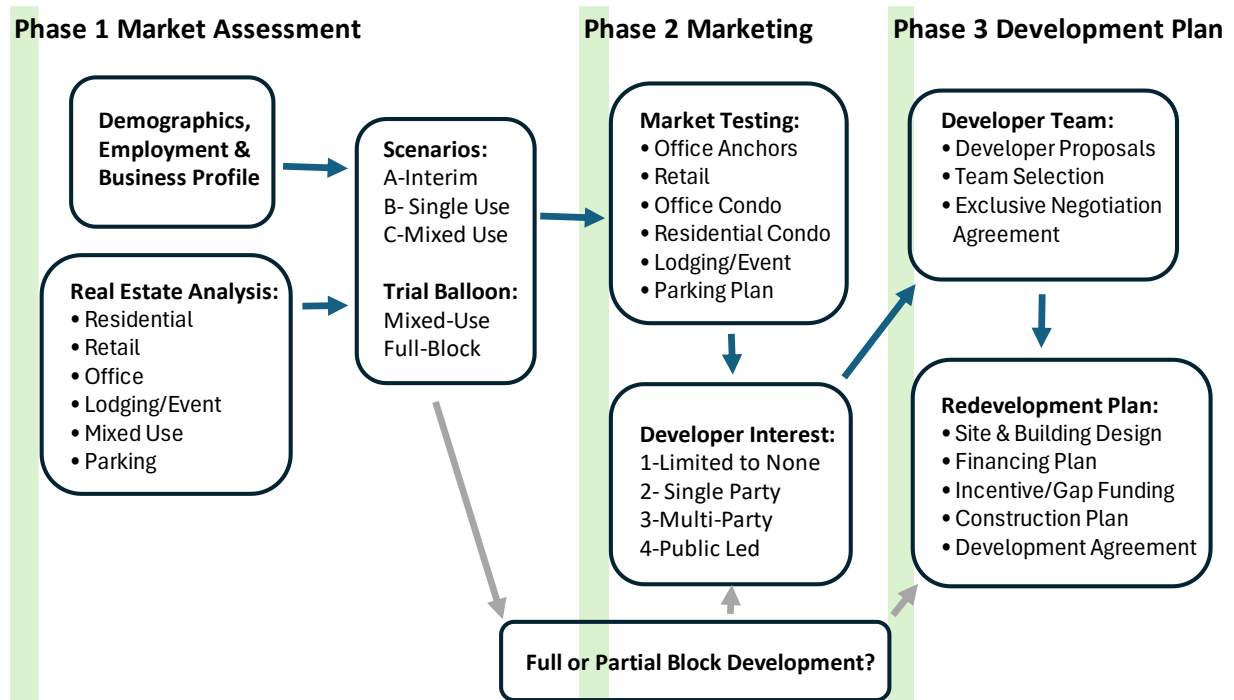 Phase 1 Market Assessment
Demographics,
Employment &
Business Profile
Real Estate Analysis:
• Residential
• Retail
• Office
• Lodging/Event
• Mixed Use
• Parking
Scenarios:
A-Interim
B- Single Use
C-Mixed Use
Trial Balloon:
Mixed-Use
Full-Block
Phase 2 Marketing
Market Testing:
• Office Anchors
• Retail
• Office Condo
• Residential Condo
• Lodging/Event
• Parking Plan
Developer Interest:
1-Limited to None
2- Single Party
3-Multi-Party
4-Public Led
Phase 3 Development Plan
Developer Team:
• Developer Proposals
• Team Selection
• Exclusive Negotiation
Agreement
Redevelopment Plan:
• Site & Building Design
• Financing Plan
• Incentive/Gap Funding
• Construction Plan
• Development Agreement
Full or Partial Block Development?